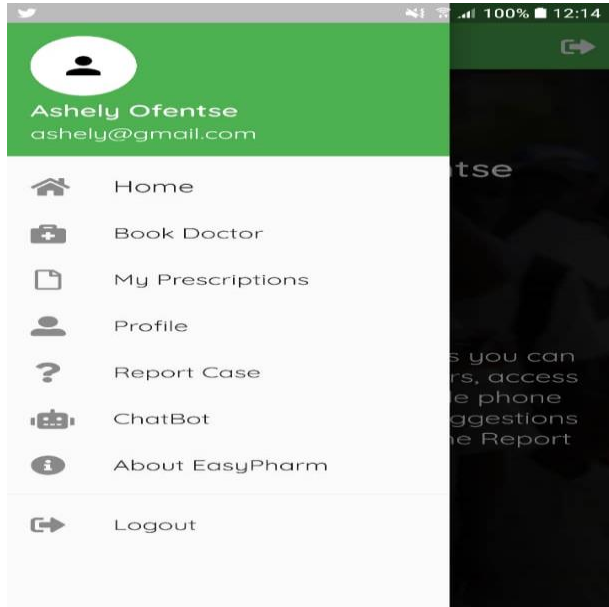 100% 12:14
Ashely Ofentse
ashely@gmail.com
tse
Home
Book Doctor
My Prescriptions
Profile
Report Case
ChatBot
About EasyPharm
Logout
s you can
rs, access
e phone
ggestions
e Report